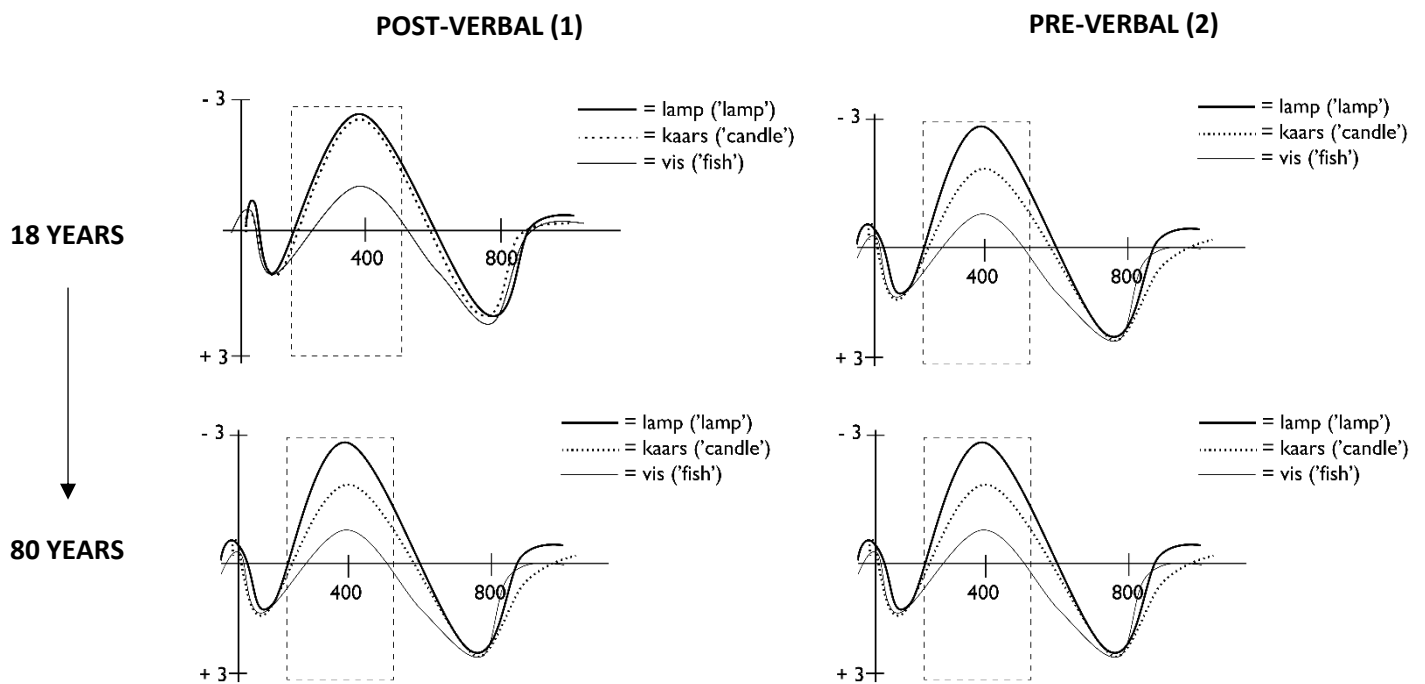 POST-VERBAL (1)
PRE-VERBAL (2)
18 YEARS
- 3
400
800
+ 3
= lamp ('lamp')
= kaars ('candle')
= vis ('fish')
- 3
400
800
+ 3
= lamp ('lamp')
= kaars ('candle')
= vis ('fish')
80 YEARS
- 3
400
800
+ 3
= lamp ('lamp')
= kaars ('candle')
= vis ('fish')
- 3
400
800
+ 3
= lamp ('lamp')
= kaars ('candle')
= vis ('fish')